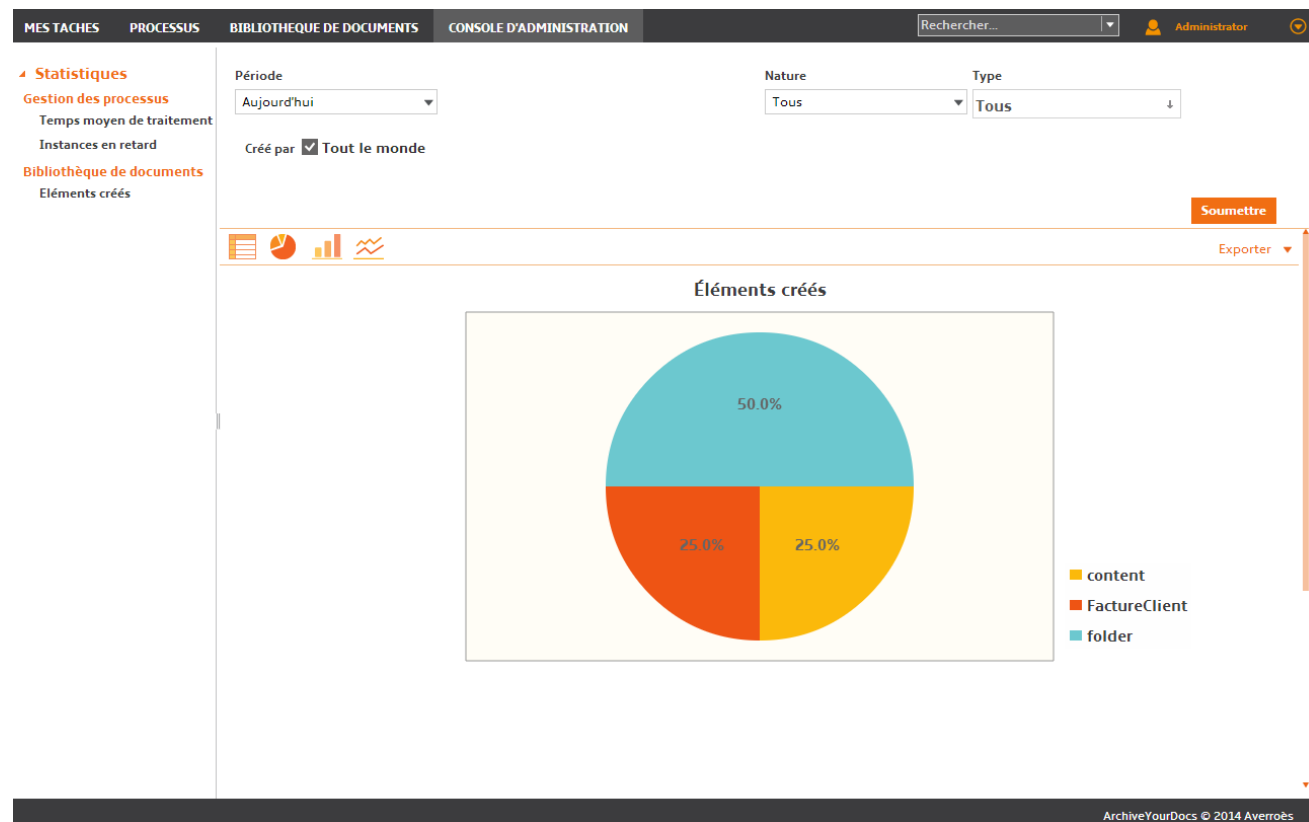 MES TACHES PROCESSUS BIBLIOTHEQUE DE DOCUMENTS CONSOLE D'ADMINISTRATION Rechercher... Administrator
Statistiques
Gestion des processus
Temps moyen de traitement
Instances en retard
Bibliothèque de documents
Eléments créés
Période Nature Type
Aujourd'hui Tous Tous
Créé par Tout le monde
Soumettre
Exporter
Éléments créés
50.0%
25.0% 25.0%
content
FactureClient
folder
ArchiveYourDocs © 2014 Averroès